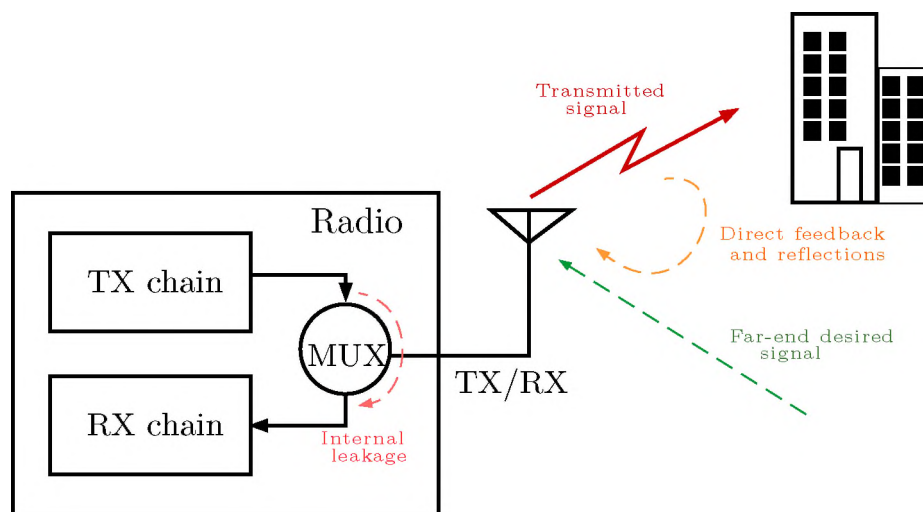 Transmitted
signal
Radio
TX chain
Direct feedback
and reflections
MUX
Far-end desired
signal
TX/RX
RX chain
Internal
leakage